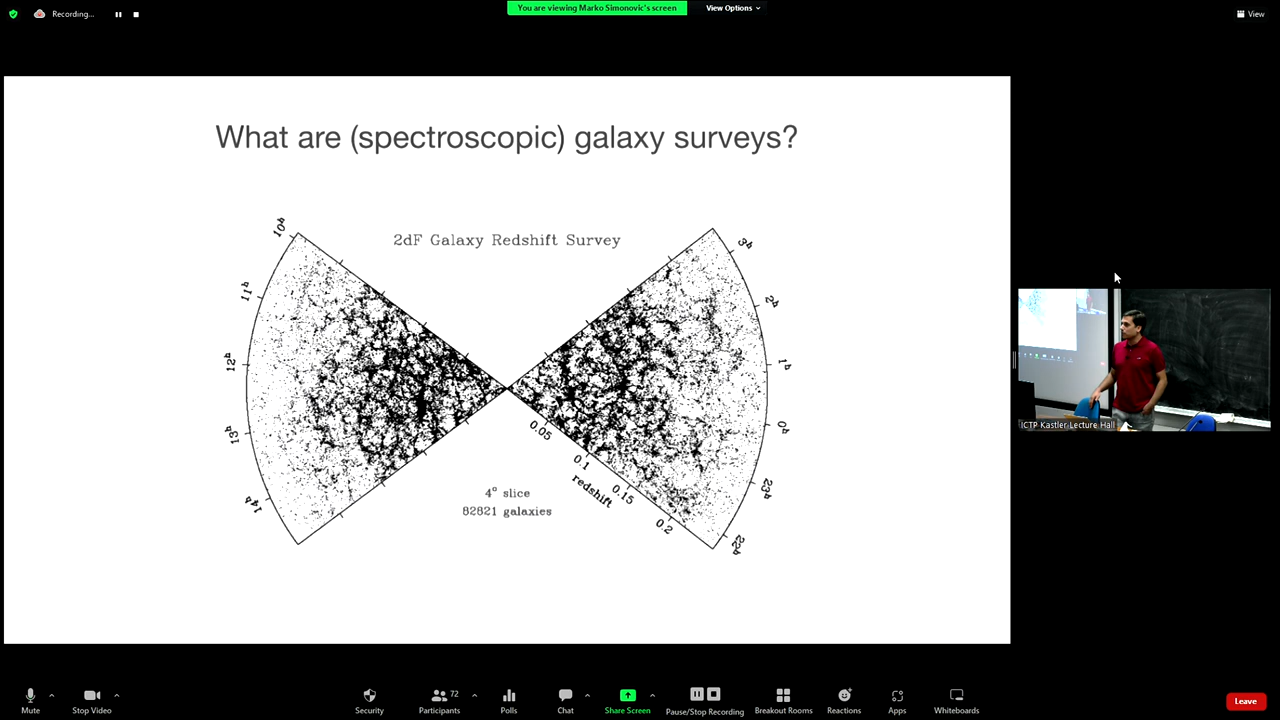 Recording...
You are viewing Marko Simonovic's screen
View Options
View
What are (spectroscopic) galaxy surveys?
2dF Galaxy Redshift Survey
10h
11h
12h
13h
14h
3h
2h
1h
0h
23h
22h
0.05
0.1
0.15
0.2
redshift
4° slice
82821 galaxies
ICTP Kastler Lecture Hall
Mute
Stop Video
Security
72
Participants
Polls
Chat
Share Screen
Pause/Stop Recording
Breakout Rooms
Reactions
Apps
Whiteboards
Leave